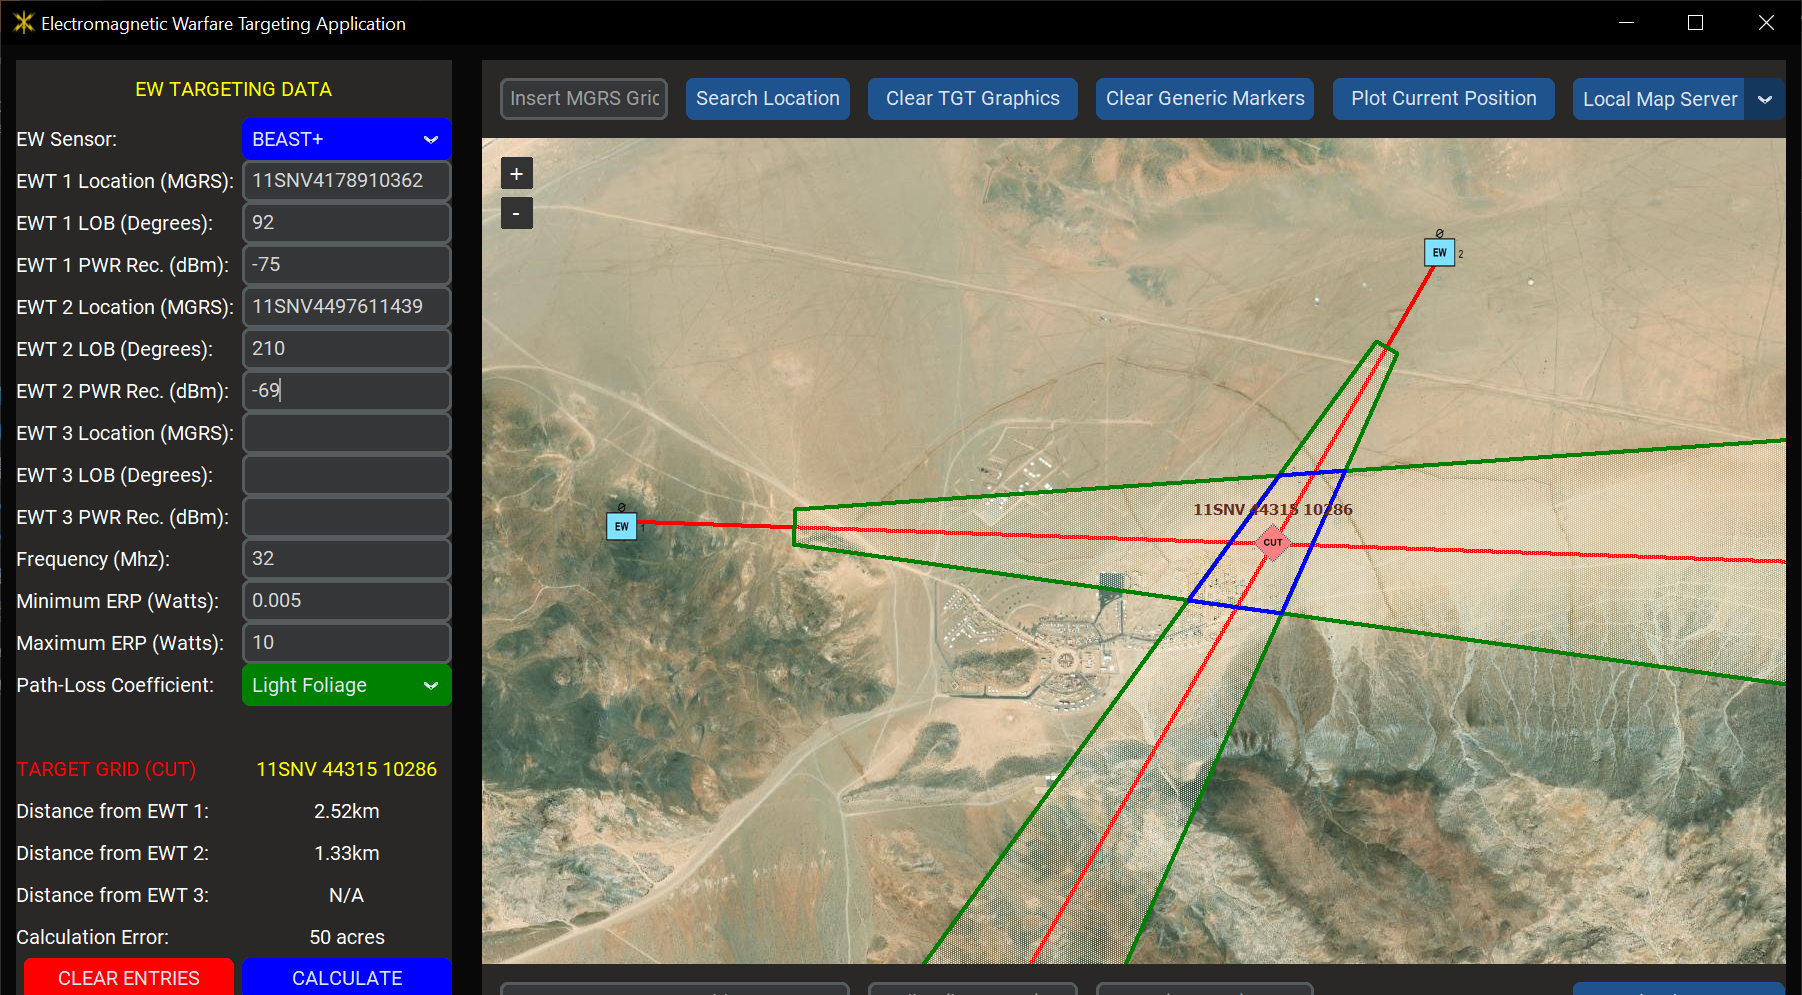 Electromagnetic Warfare Targeting Application
EW TARGETING DATA
EW Sensor: BEAST+
EWT 1 Location (MGRS): 11SNV4178910362
EWT 1 LOB (Degrees): 92
EWT 1 PWR Rec. (dBm): -75
EWT 2 Location (MGRS): 11SNV4497611439
EWT 2 LOB (Degrees): 210
EWT 2 PWR Rec. (dBm): -69
EWT 3 Location (MGRS):
EWT 3 LOB (Degrees):
EWT 3 PWR Rec. (dBm):
Frequency (Mhz): 32
Minimum ERP (Watts): 0.005
Maximum ERP (Watts): 10
Path-Loss Coefficient: Light Foliage
TARGET GRID (CUT) 11SNV 44315 10286
Distance from EWT 1: 2.52km
Distance from EWT 2: 1.33km
Distance from EWT 3: N/A
Calculation Error: 50 acres
CLEAR ENTRIES CALCULATE
Insert MGRS Gric Search Location Clear TGT Graphics Clear Generic Markers Plot Current Position Local Map Server
+
-
Ø
EW 2
11SNV 44315 10286
Ø
EW 1
CUT